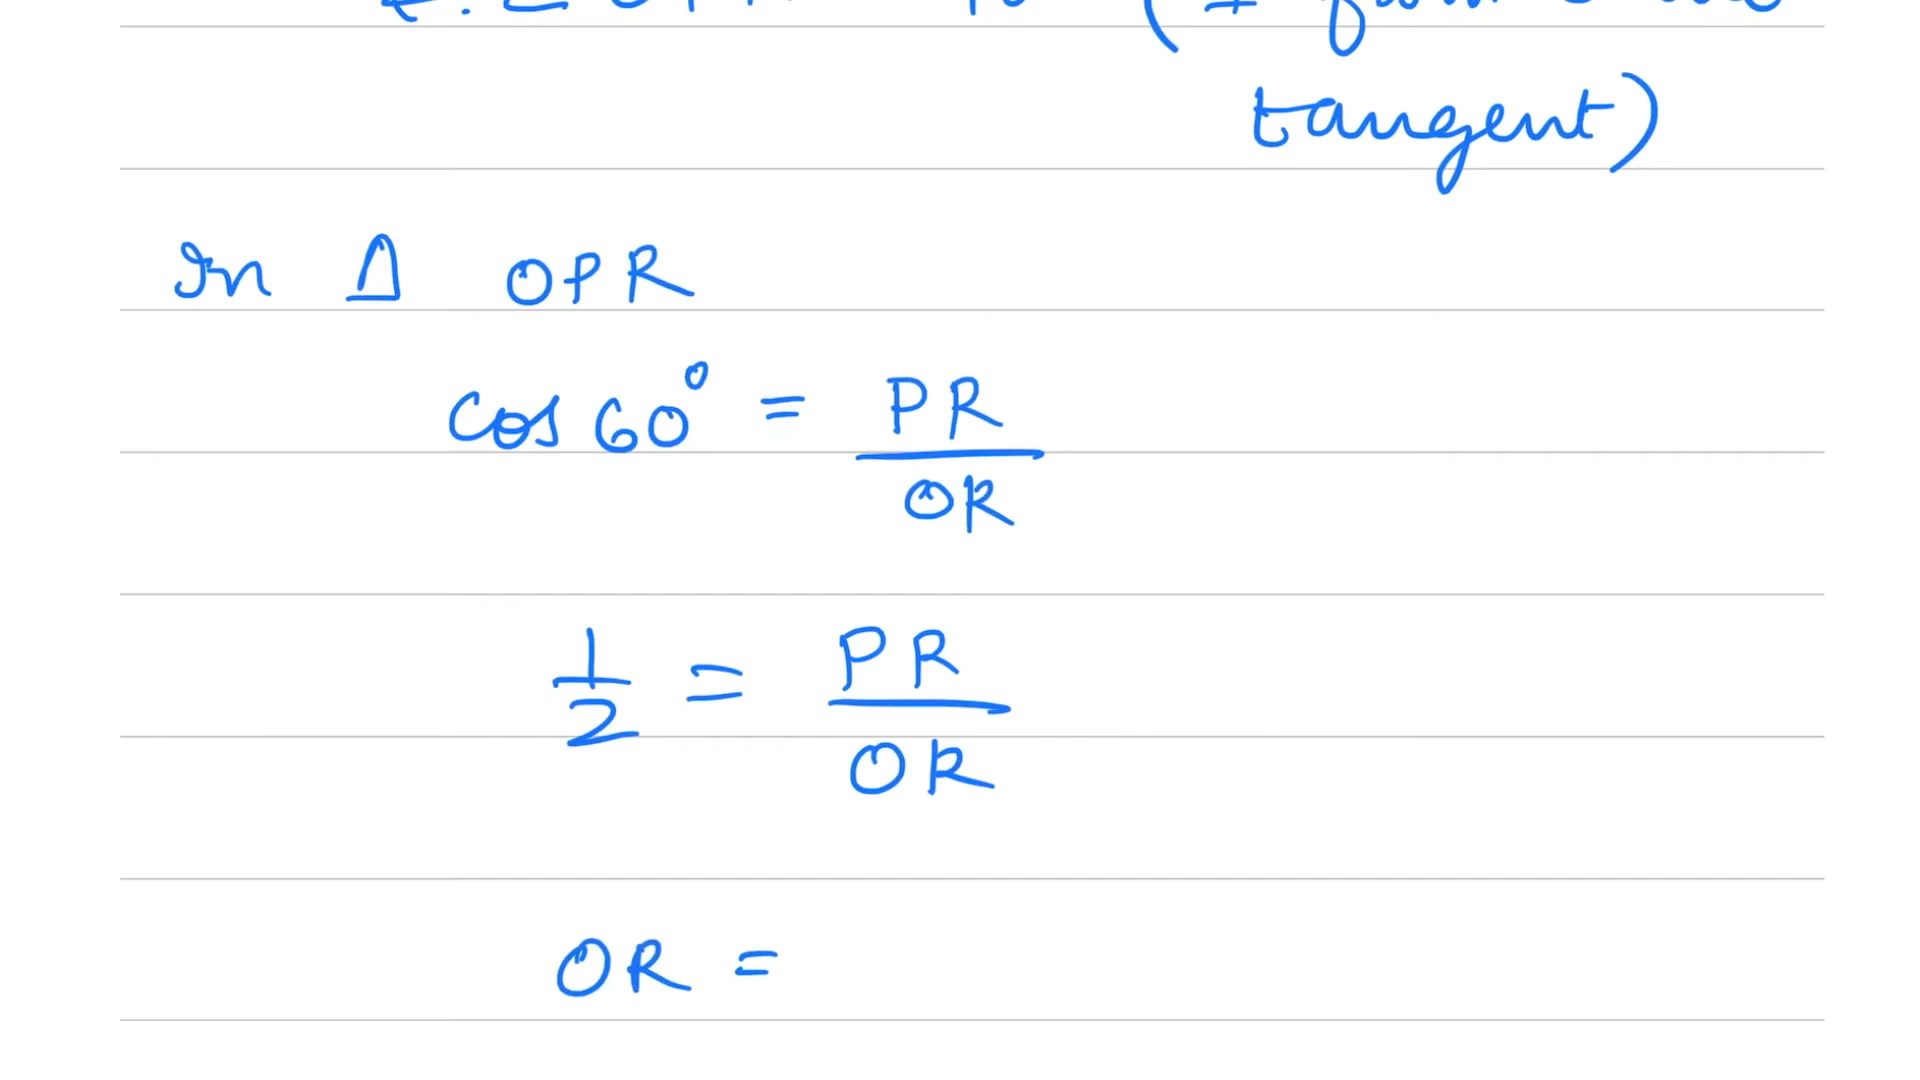 tangent)
In Δ OPR
cos 60° = PR/OR
1/2 = PR/OR
OR =